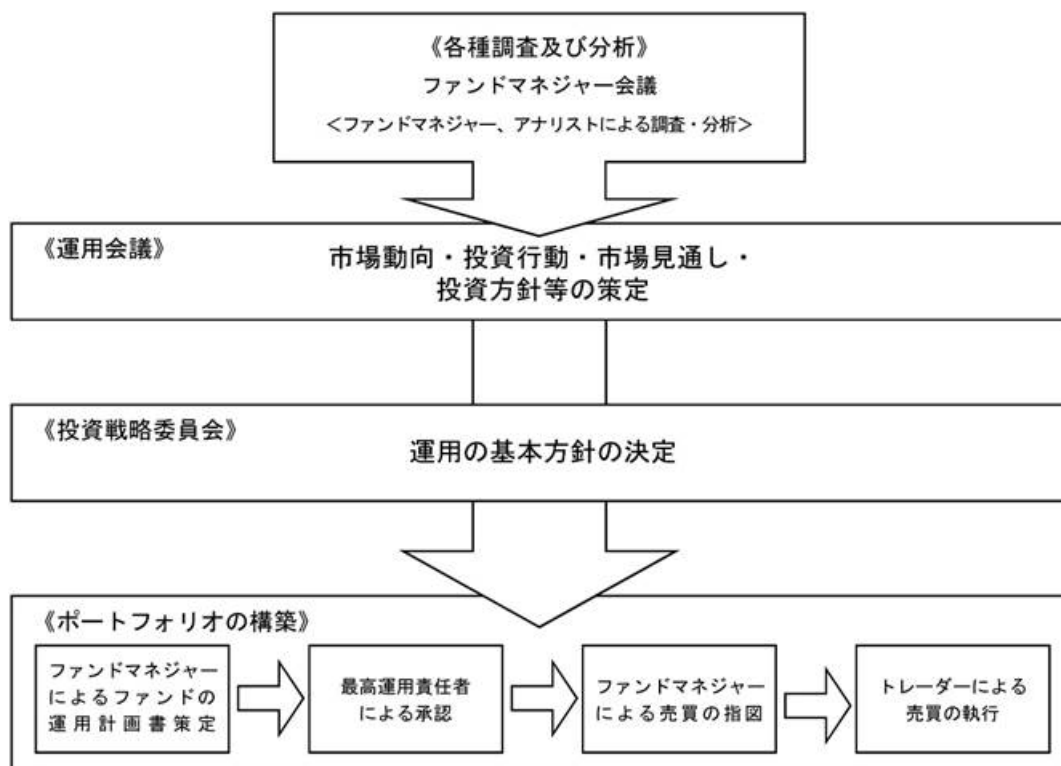 《各種調査及び分析》
ファンドマネジャー会議
＜ファンドマネジャー、アナリストによる調査・分析＞
《運用会議》
市場動向・投資行動・市場見通し・
投資方針等の策定
《投資戦略委員会》
運用の基本方針の決定
《ポートフォリオの構築》
ファンドマネジャー
によるファンドの
運用計画書策定
最高運用責任者
による承認
ファンドマネジャー
による売買の指図
トレーダーによる
売買の執行